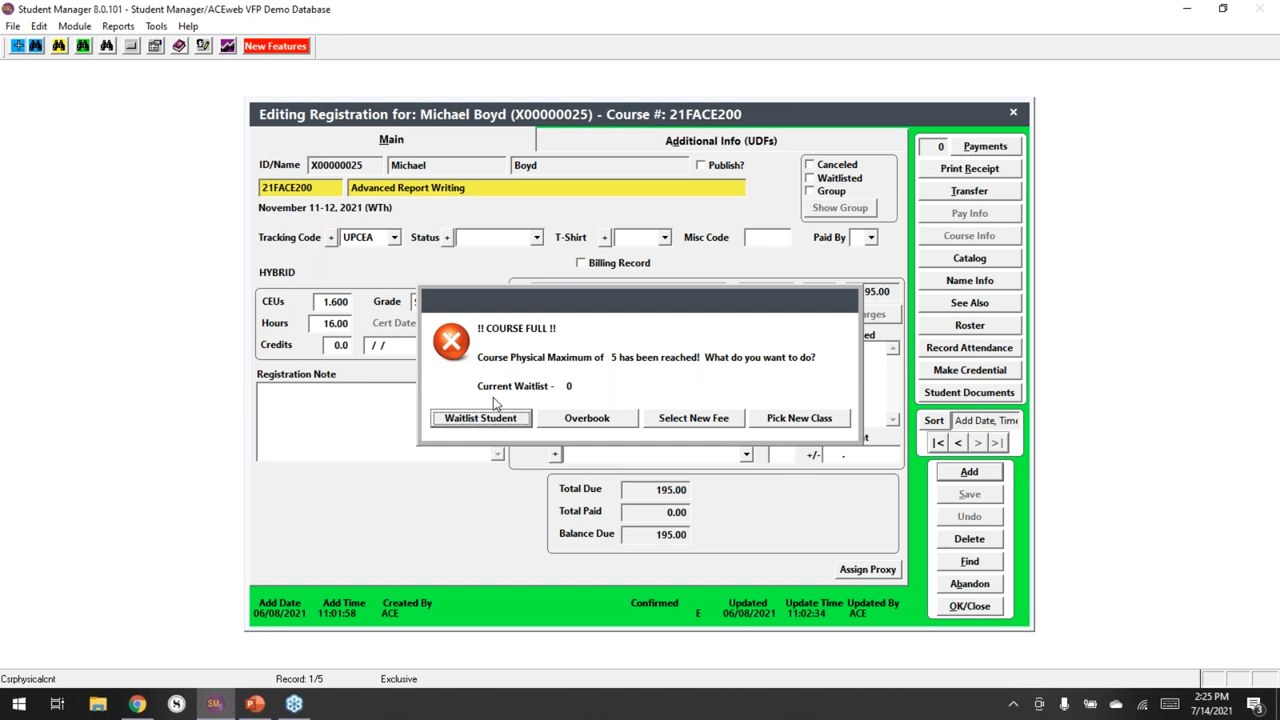 Student Manager 8.0.101 - Student Manager/ACEweb VFP Demo Database
File Edit Module Reports Tools Help
New Features
Editing Registration for: Michael Boyd (X00000025) - Course #: 21FACE200
Main Additional Info (UDFs)
ID/Name X00000025 Michael Boyd Publish?
Canceled
Waitlisted
Group
Show Group
21FACE200 Advanced Report Writing
November 11-12, 2021 (WTh)
Tracking Code + UPCEA Status + T-Shirt + Misc Code Paid By
Billing Record
HYBRID
CEUs 1.600 Grade
Hours 16.00 Cert Date
Credits 0.0 / /
Registration Note
95.00
!! COURSE FULL !!
Course Physical Maximum of 5 has been reached! What do you want to do?
Current Waitlist - 0
Waitlist Student Overbook Select New Fee Pick New Class
+ +/- .
Total Due 195.00
Total Paid 0.00
Balance Due 195.00
Assign Proxy
0 Payments
Print Receipt
Transfer
Pay Info
Course Info
Catalog
Name Info
See Also
Roster
Record Attendance
Make Credential
Student Documents
Sort Add Date, Time
|< < > >|
Add
Save
Undo
Delete
Find
Abandon
OK/Close
Add Date Add Time Created By Confirmed Updated Update Time Updated By
06/08/2021 11:01:58 ACE E 06/08/2021 11:02:34 ACE
Csrphysicalcnt Record: 1/5 Exclusive
2:25 PM
7/14/2021
3